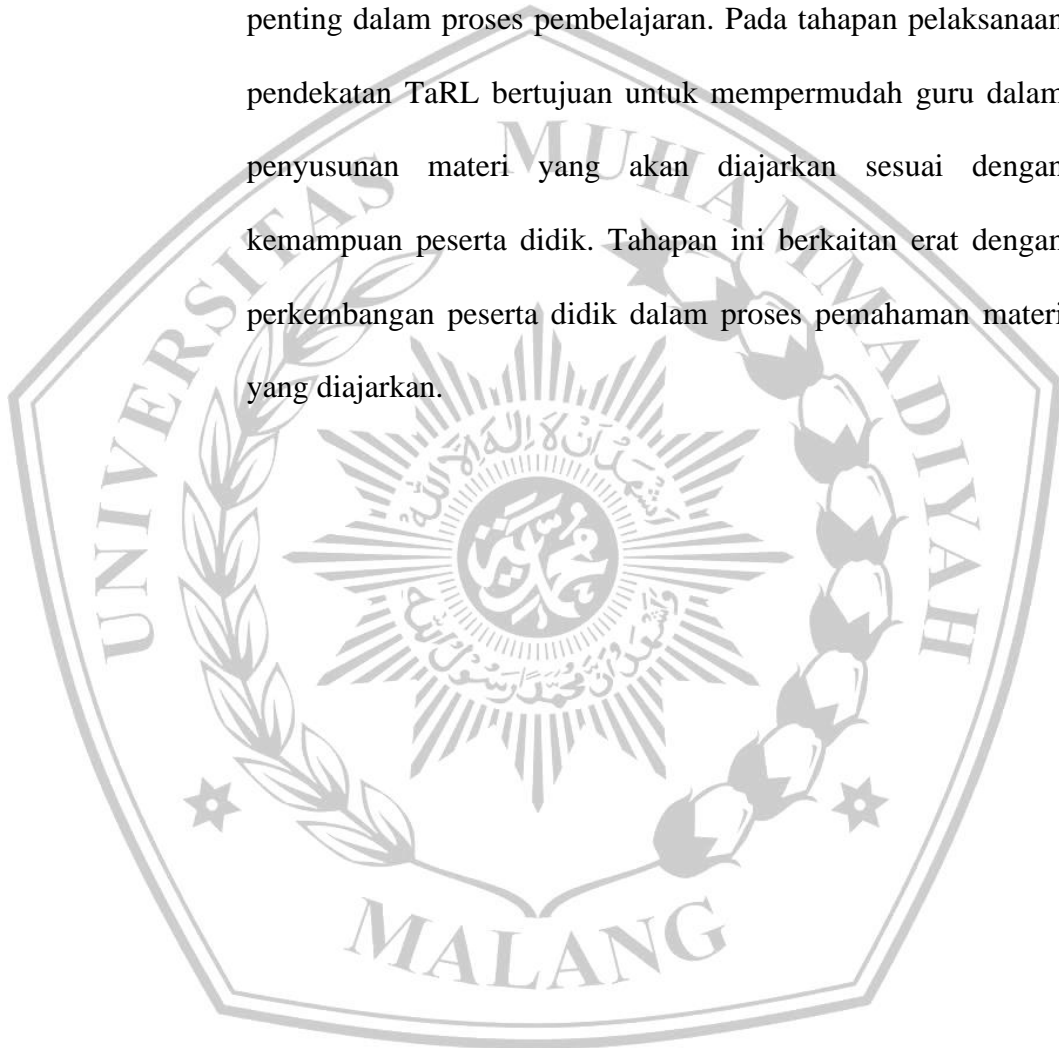 penting dalam proses pembelajaran. Pada tahapan pelaksanaan
pendekatan TaRL bertujuan untuk mempermudah guru dalam
penyusunan materi yang akan diajarkan sesuai dengan
kemampuan peserta didik. Tahapan ini berkaitan erat dengan
perkembangan peserta didik dalam proses pemahaman materi
yang diajarkan.
UNIVERSITAS MUHAMMADIYAH
MALANG